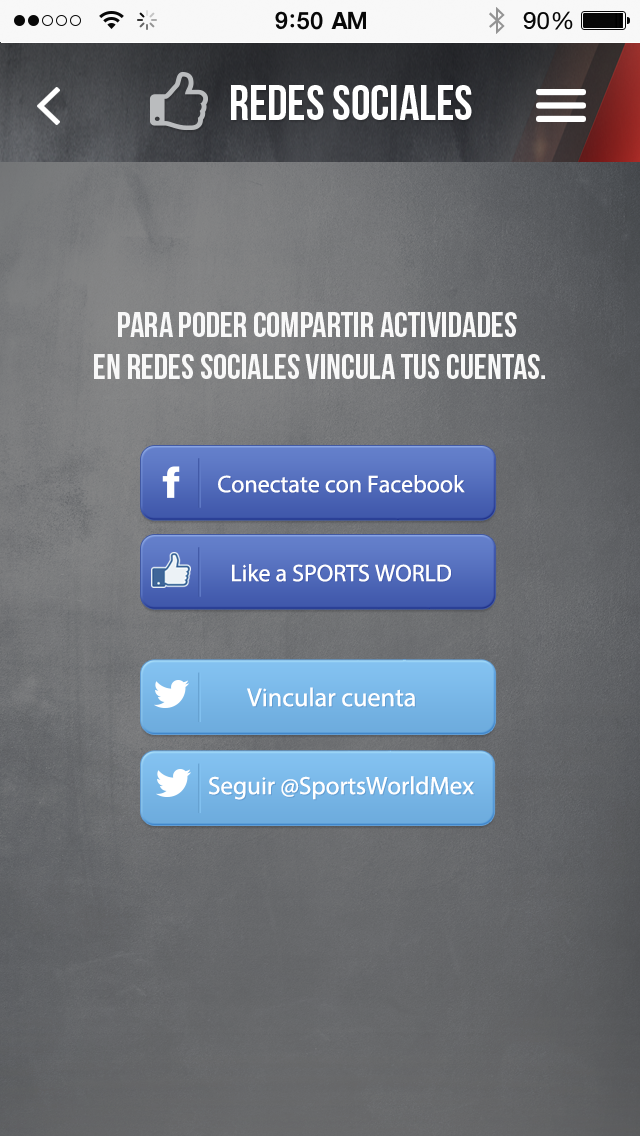 9:50 AM 90%
REDES SOCIALES
PARA PODER COMPARTIR ACTIVIDADES
EN REDES SOCIALES VINCULA TUS CUENTAS.
f Conectate con Facebook
Like a SPORTS WORLD
Vincular cuenta
Seguir @SportsWorldMex